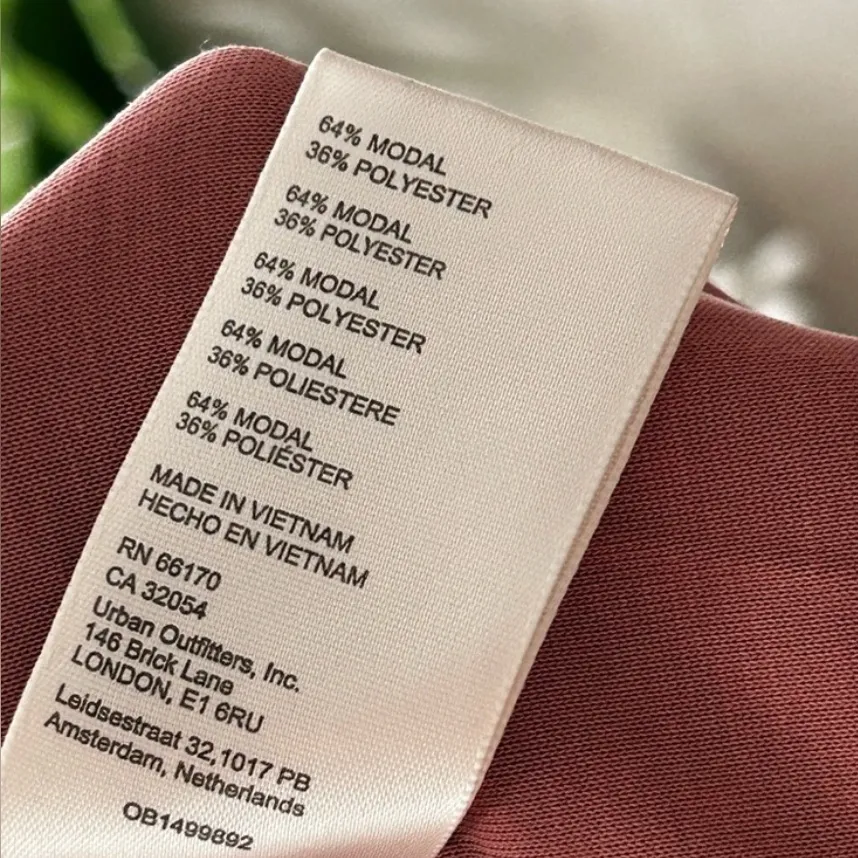 64% MODAL
36% POLYESTER
64% MODAL
36% POLYESTER
64% MODAL
36% POLYESTER
64% MODAL
36% POLIESTERE
64% MODAL
36% POLIÉSTER
MADE IN VIETNAM
HECHO EN VIETNAM
RN 66170
CA 32054
Urban Outfitters, Inc.
146 Brick Lane
LONDON, E1 6RU
Leidsestraat 32,1017 PB
Amsterdam, Netherlands
OB1499892